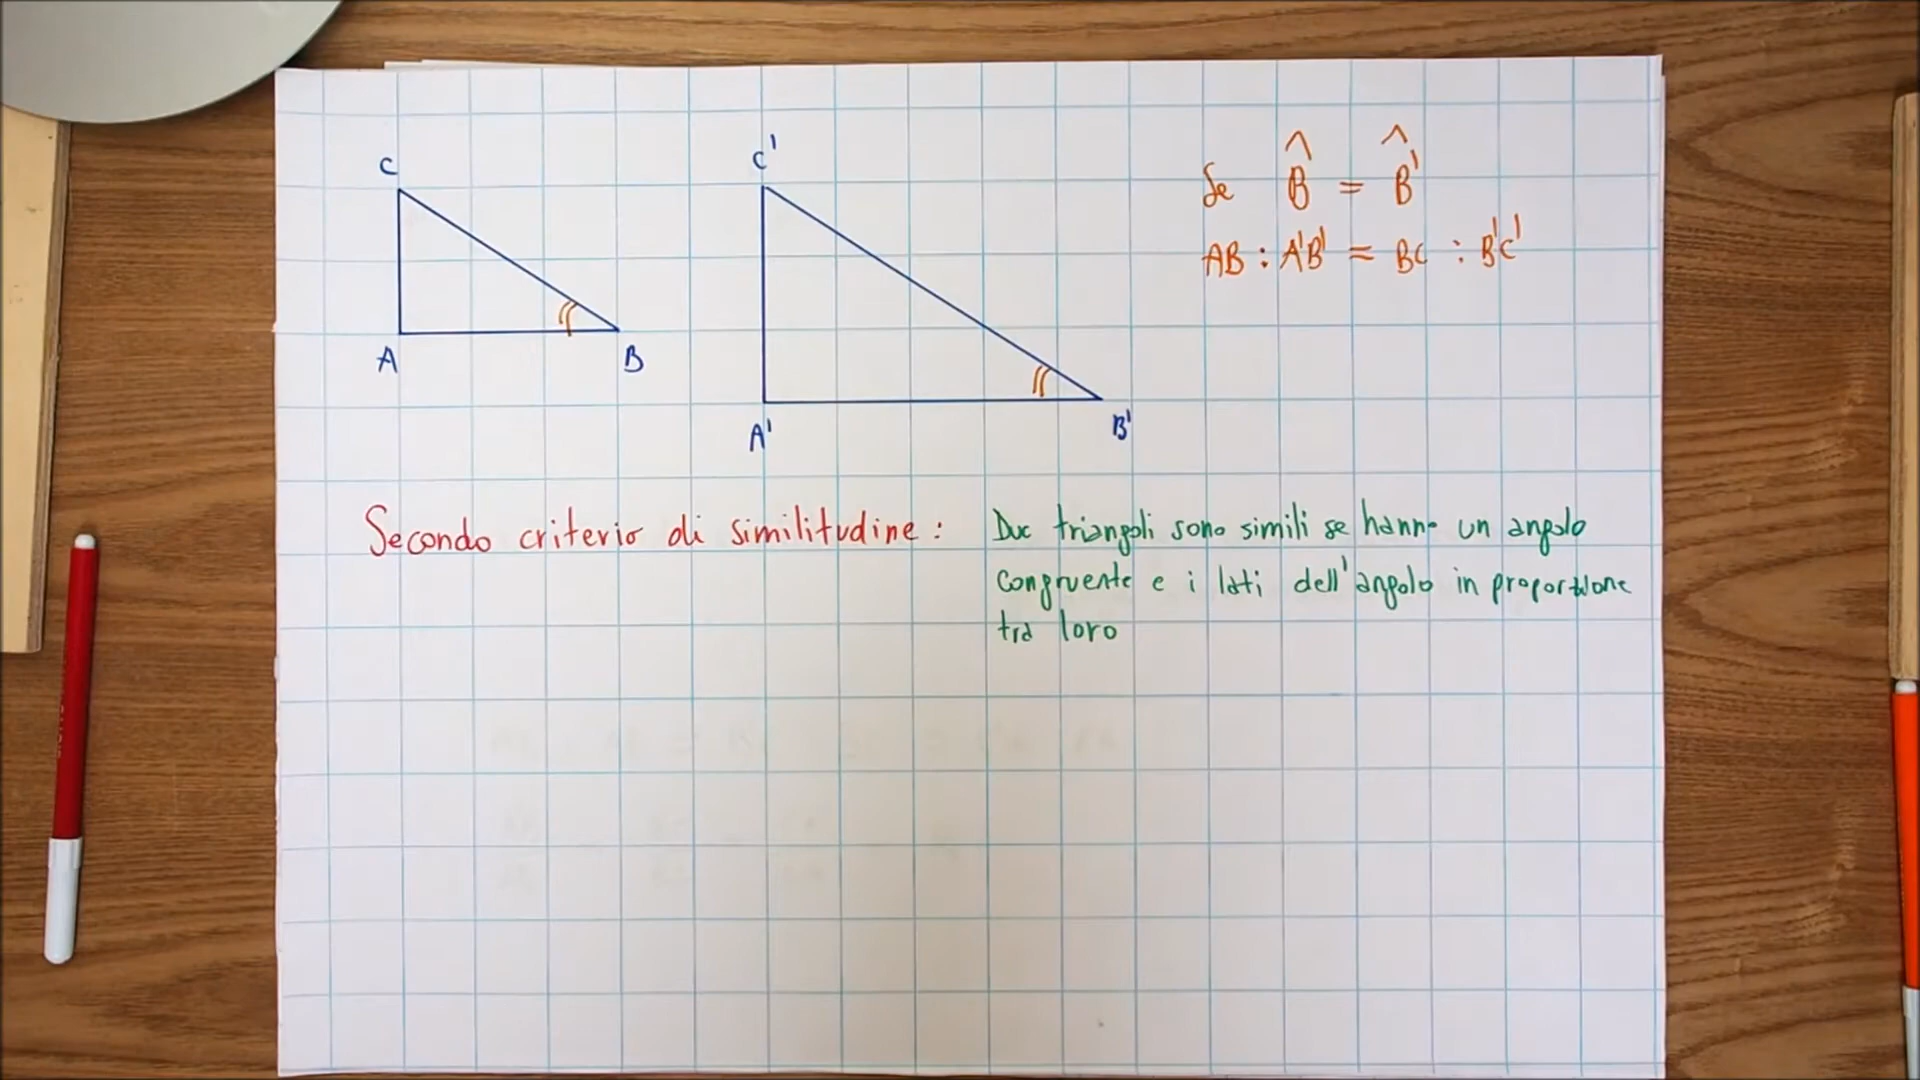 C
C'
Se B̂ = B̂'
AB : A'B' = BC : B'C'
A
B
A'
B'
Secondo criterio di similitudine :
Due triangoli sono simili se hanno un angolo
congruente e i lati dell'angolo in proporzione
tra loro